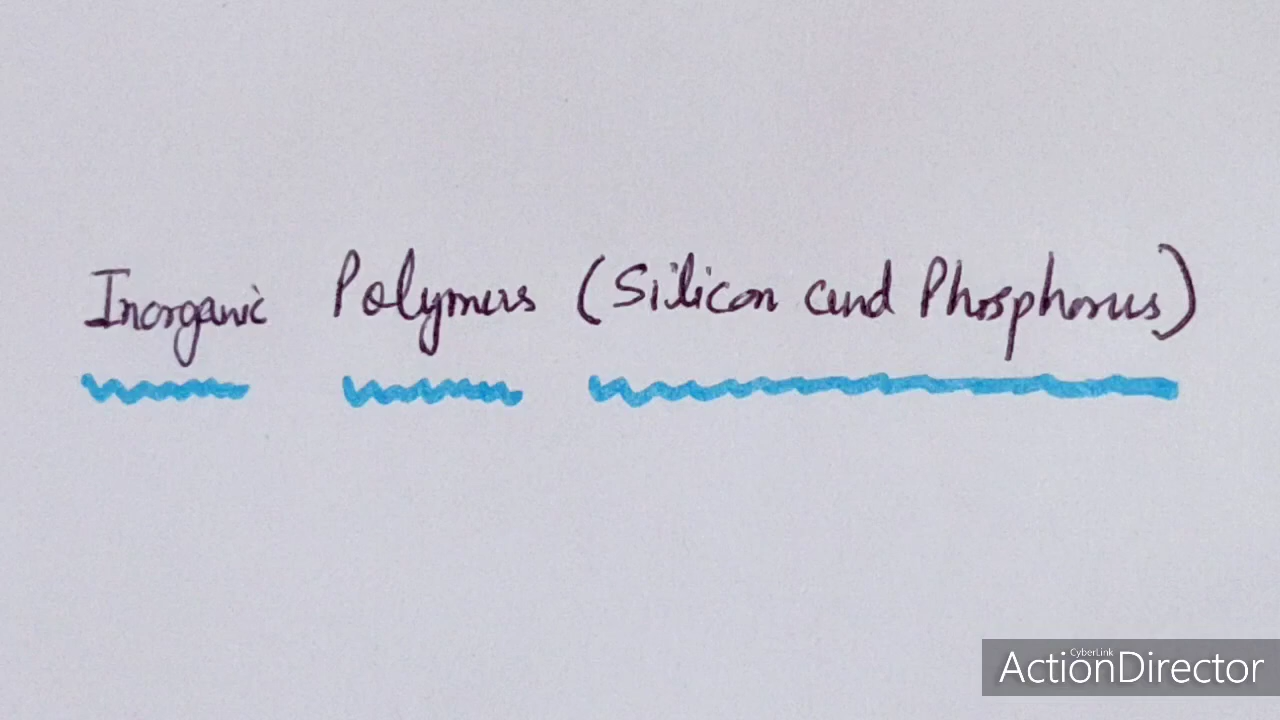 Inorganic Polymers (Silicon and Phosphorus)
CyberLink
ActionDirector